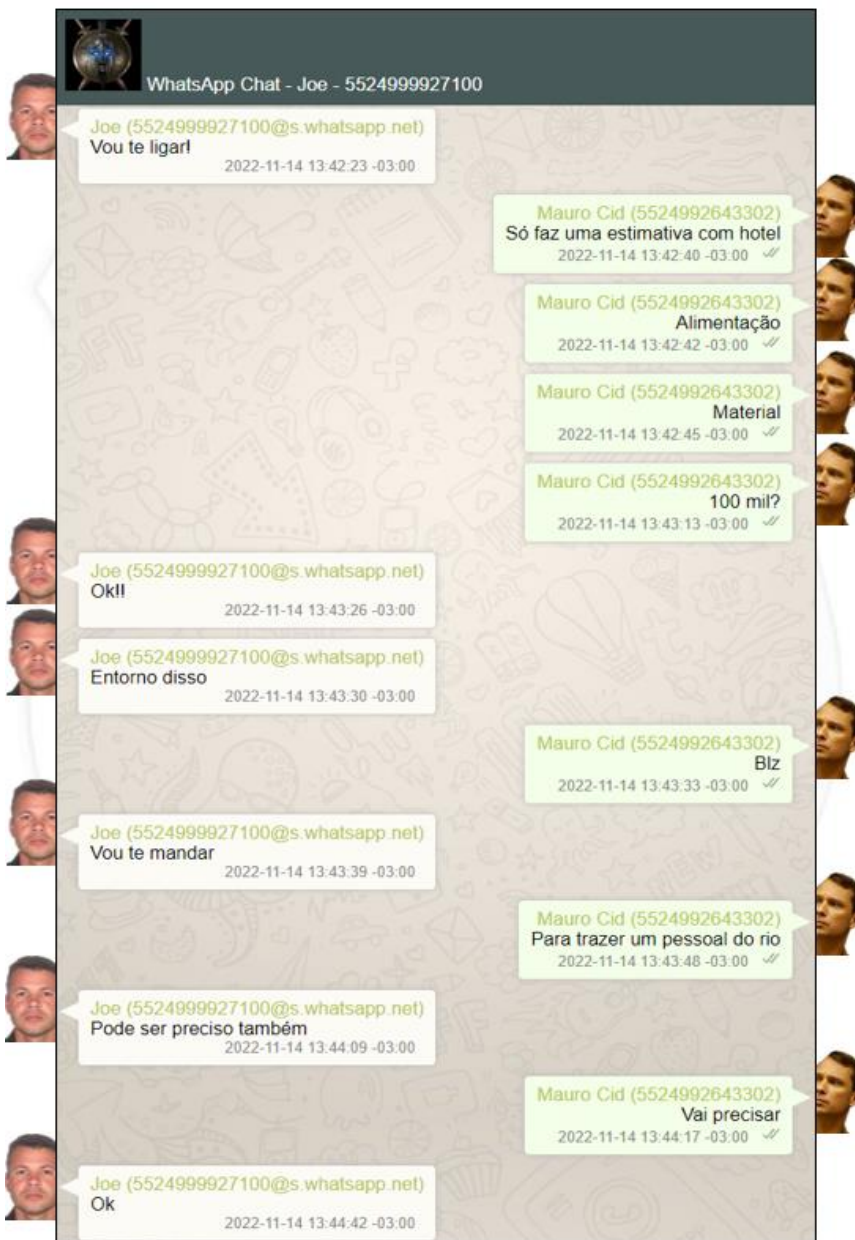 WhatsApp Chat - Joe - 5524999927100
Joe (5524999927100@s.whatsapp.net)
Vou te ligar!
2022-11-14 13:42:23 -03:00
Mauro Cid (5524992643302)
Só faz uma estimativa com hotel
2022-11-14 13:42:40 -03:00
Mauro Cid (5524992643302)
Alimentação
2022-11-14 13:42:42 -03:00
Mauro Cid (5524992643302)
Material
2022-11-14 13:42:45 -03:00
Mauro Cid (5524992643302)
100 mil?
2022-11-14 13:43:13 -03:00
Joe (5524999927100@s.whatsapp.net)
Ok!!
2022-11-14 13:43:26 -03:00
Joe (5524999927100@s.whatsapp.net)
Entorno disso
2022-11-14 13:43:30 -03:00
Mauro Cid (5524992643302)
Blz
2022-11-14 13:43:33 -03:00
Joe (5524999927100@s.whatsapp.net)
Vou te mandar
2022-11-14 13:43:39 -03:00
Mauro Cid (5524992643302)
Para trazer um pessoal do rio
2022-11-14 13:43:48 -03:00
Joe (5524999927100@s.whatsapp.net)
Pode ser preciso também
2022-11-14 13:44:09 -03:00
Mauro Cid (5524992643302)
Vai precisar
2022-11-14 13:44:17 -03:00
Joe (5524999927100@s.whatsapp.net)
Ok
2022-11-14 13:44:42 -03:00